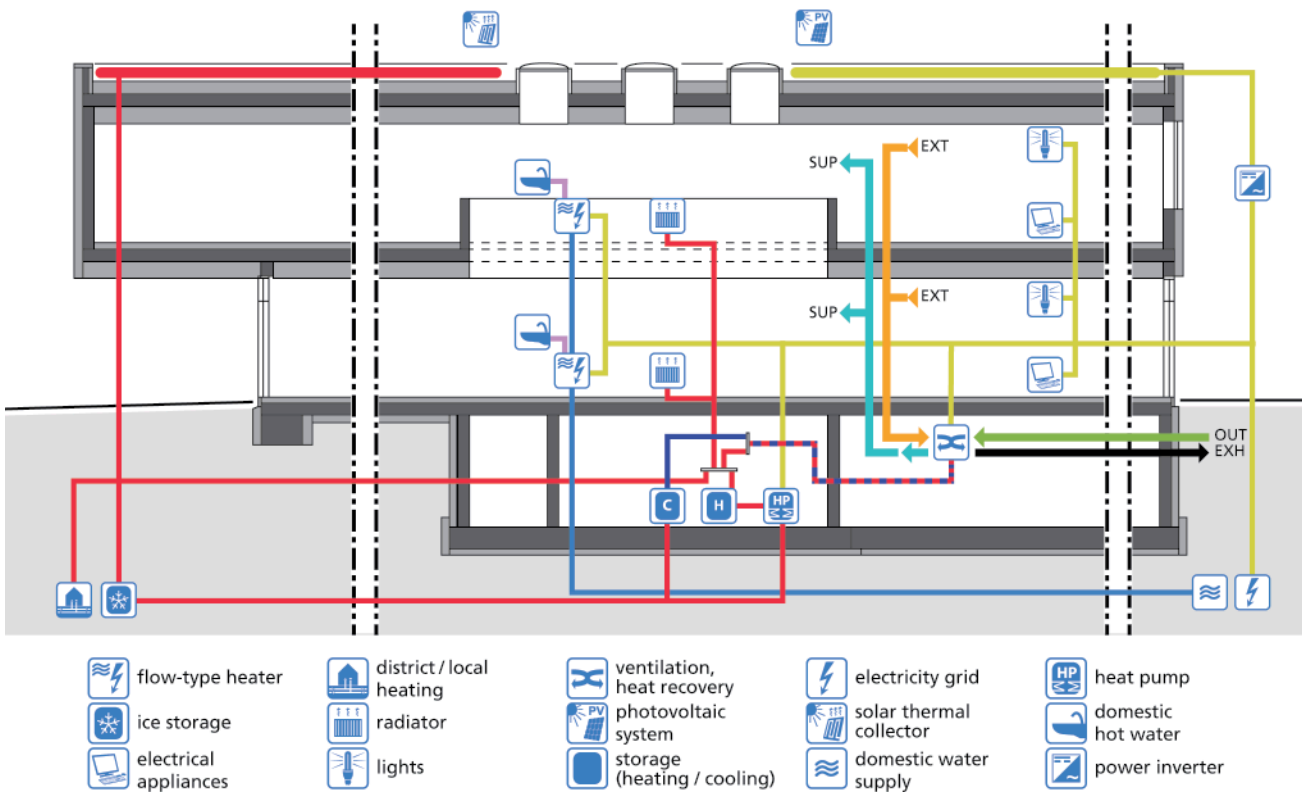 PV
EXT
SUP
EXT
SUP
OUT
EXH
C
H
HP
flow-type heater
district / local
heating
ventilation,
heat recovery
electricity grid
HP
heat pump
ice storage
radiator
PV
photovoltaic
system
solar thermal
collector
domestic
hot water
electrical
appliances
lights
storage
(heating / cooling)
domestic water
supply
power inverter